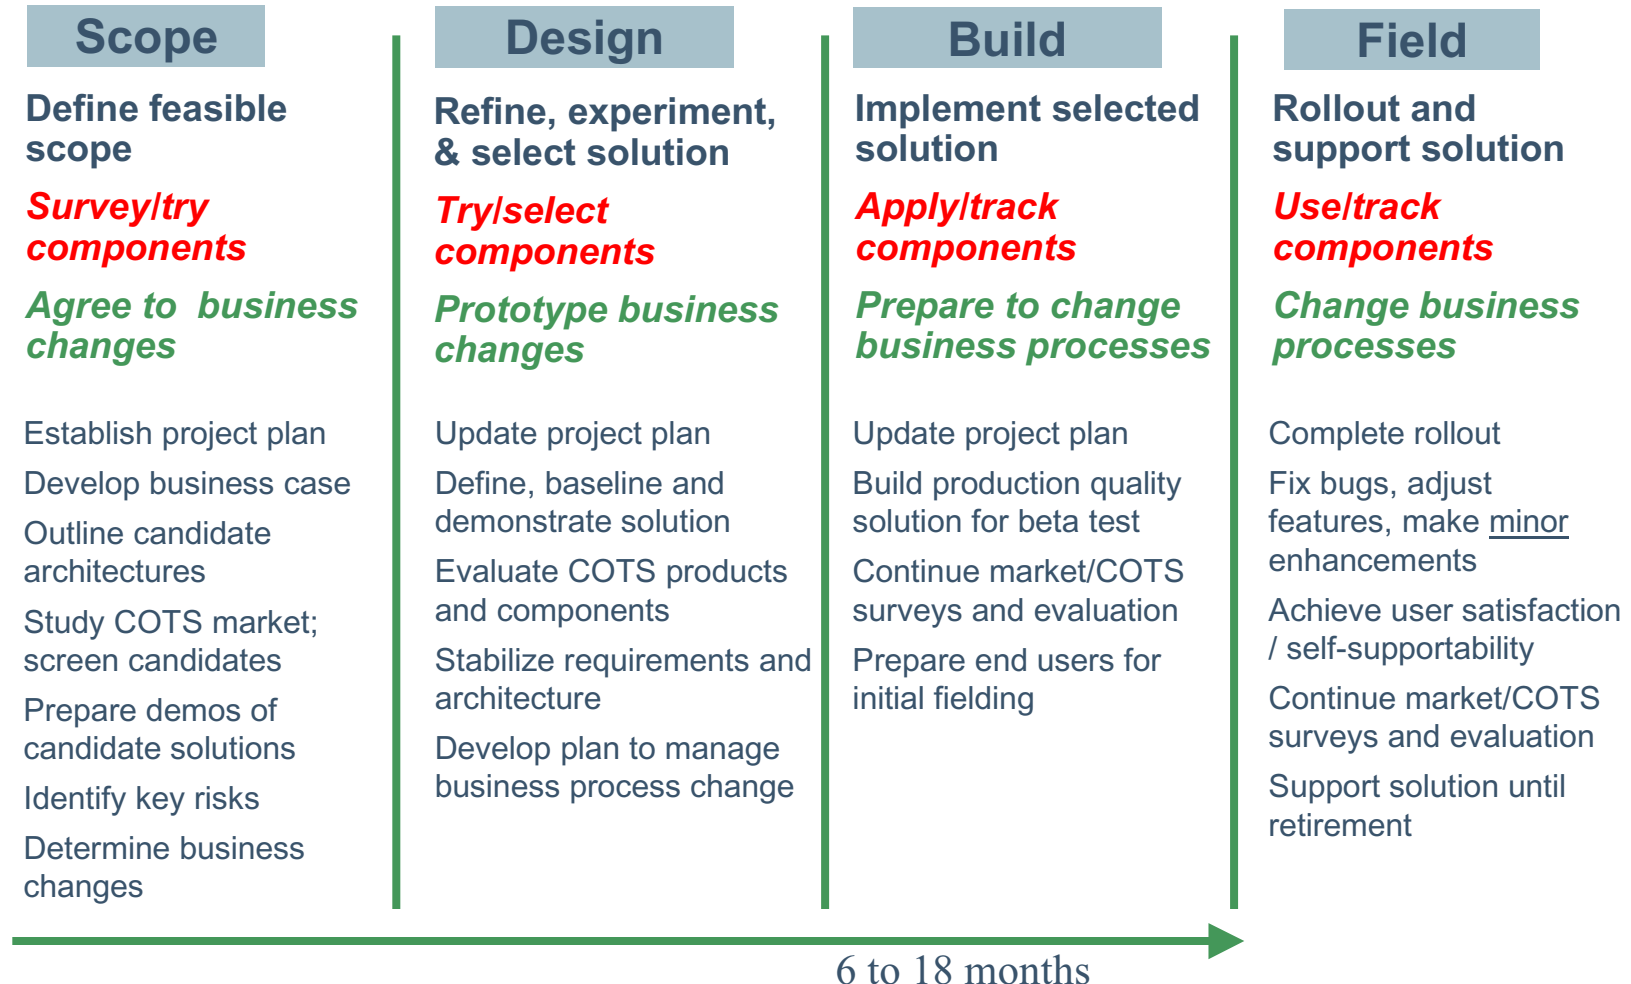 Scope
Define feasible
scope
Survey/try
components
Agree to  business
changes
Establish project plan
Develop business case
Outline candidate
architectures
Study COTS market;
screen candidates
Prepare demos of
candidate solutions
Identify key risks
Determine business
changes
Design
Refine, experiment,
& select solution
Try/select
components
Prototype business
changes
Update project plan
Define, baseline and
demonstrate solution
Evaluate COTS products
and components
Stabilize requirements and
architecture
Develop plan to manage
business process change
Build
Implement selected
solution
Apply/track
components
Prepare to change
business processes
Update project plan
Build production quality
solution for beta test
Continue market/COTS
surveys and evaluation
Prepare end users for
initial fielding
Field
Rollout and
support solution
Use/track
components
Change business
processes
Complete rollout
Fix bugs, adjust
features, make minor
enhancements
Achieve user satisfaction
/ self-supportability
Continue market/COTS
surveys and evaluation
Support solution until
retirement
6 to 18 months